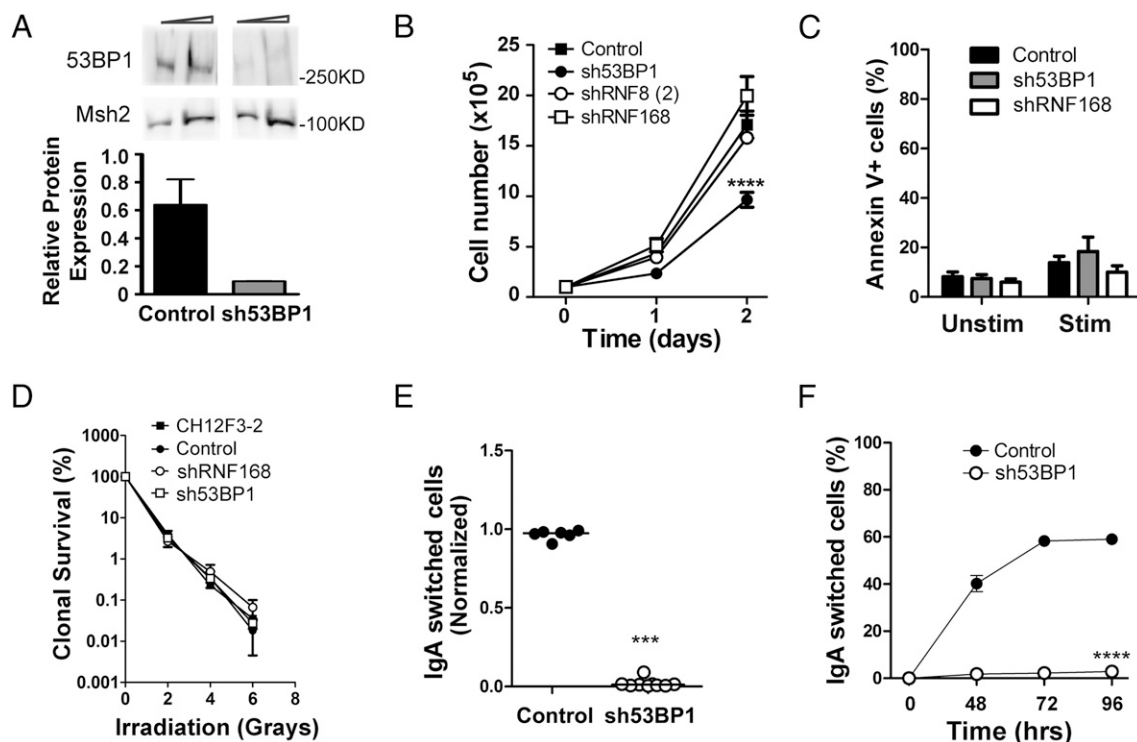 A
53BP1
-250KD
Msh2
-100KD
Relative Protein
Expression
1.0
0.8
0.6
0.4
0.2
0
Control sh53BP1
B
Control
sh53BP1
shRNF8 (2)
shRNF168
Cell number (x10⁵)
25
20
15
10
5
0
****
0 1 2
Time (days)
C
Control
sh53BP1
shRNF168
Annexin V+ cells (%)
100
80
60
40
20
0
Unstim Stim
D
CH12F3-2
Control
shRNF168
sh53BP1
Clonal Survival (%)
1000
100
10
1
0.1
0.01
0.001
0 2 4 6 8
Irradiation (Grays)
E
IgA switched cells
(Normalized)
1.5
1.0
0.5
0.0
***
Control sh53BP1
F
Control
sh53BP1
IgA switched cells (%)
100
80
60
40
20
0
****
0 48 72 96
Time (hrs)